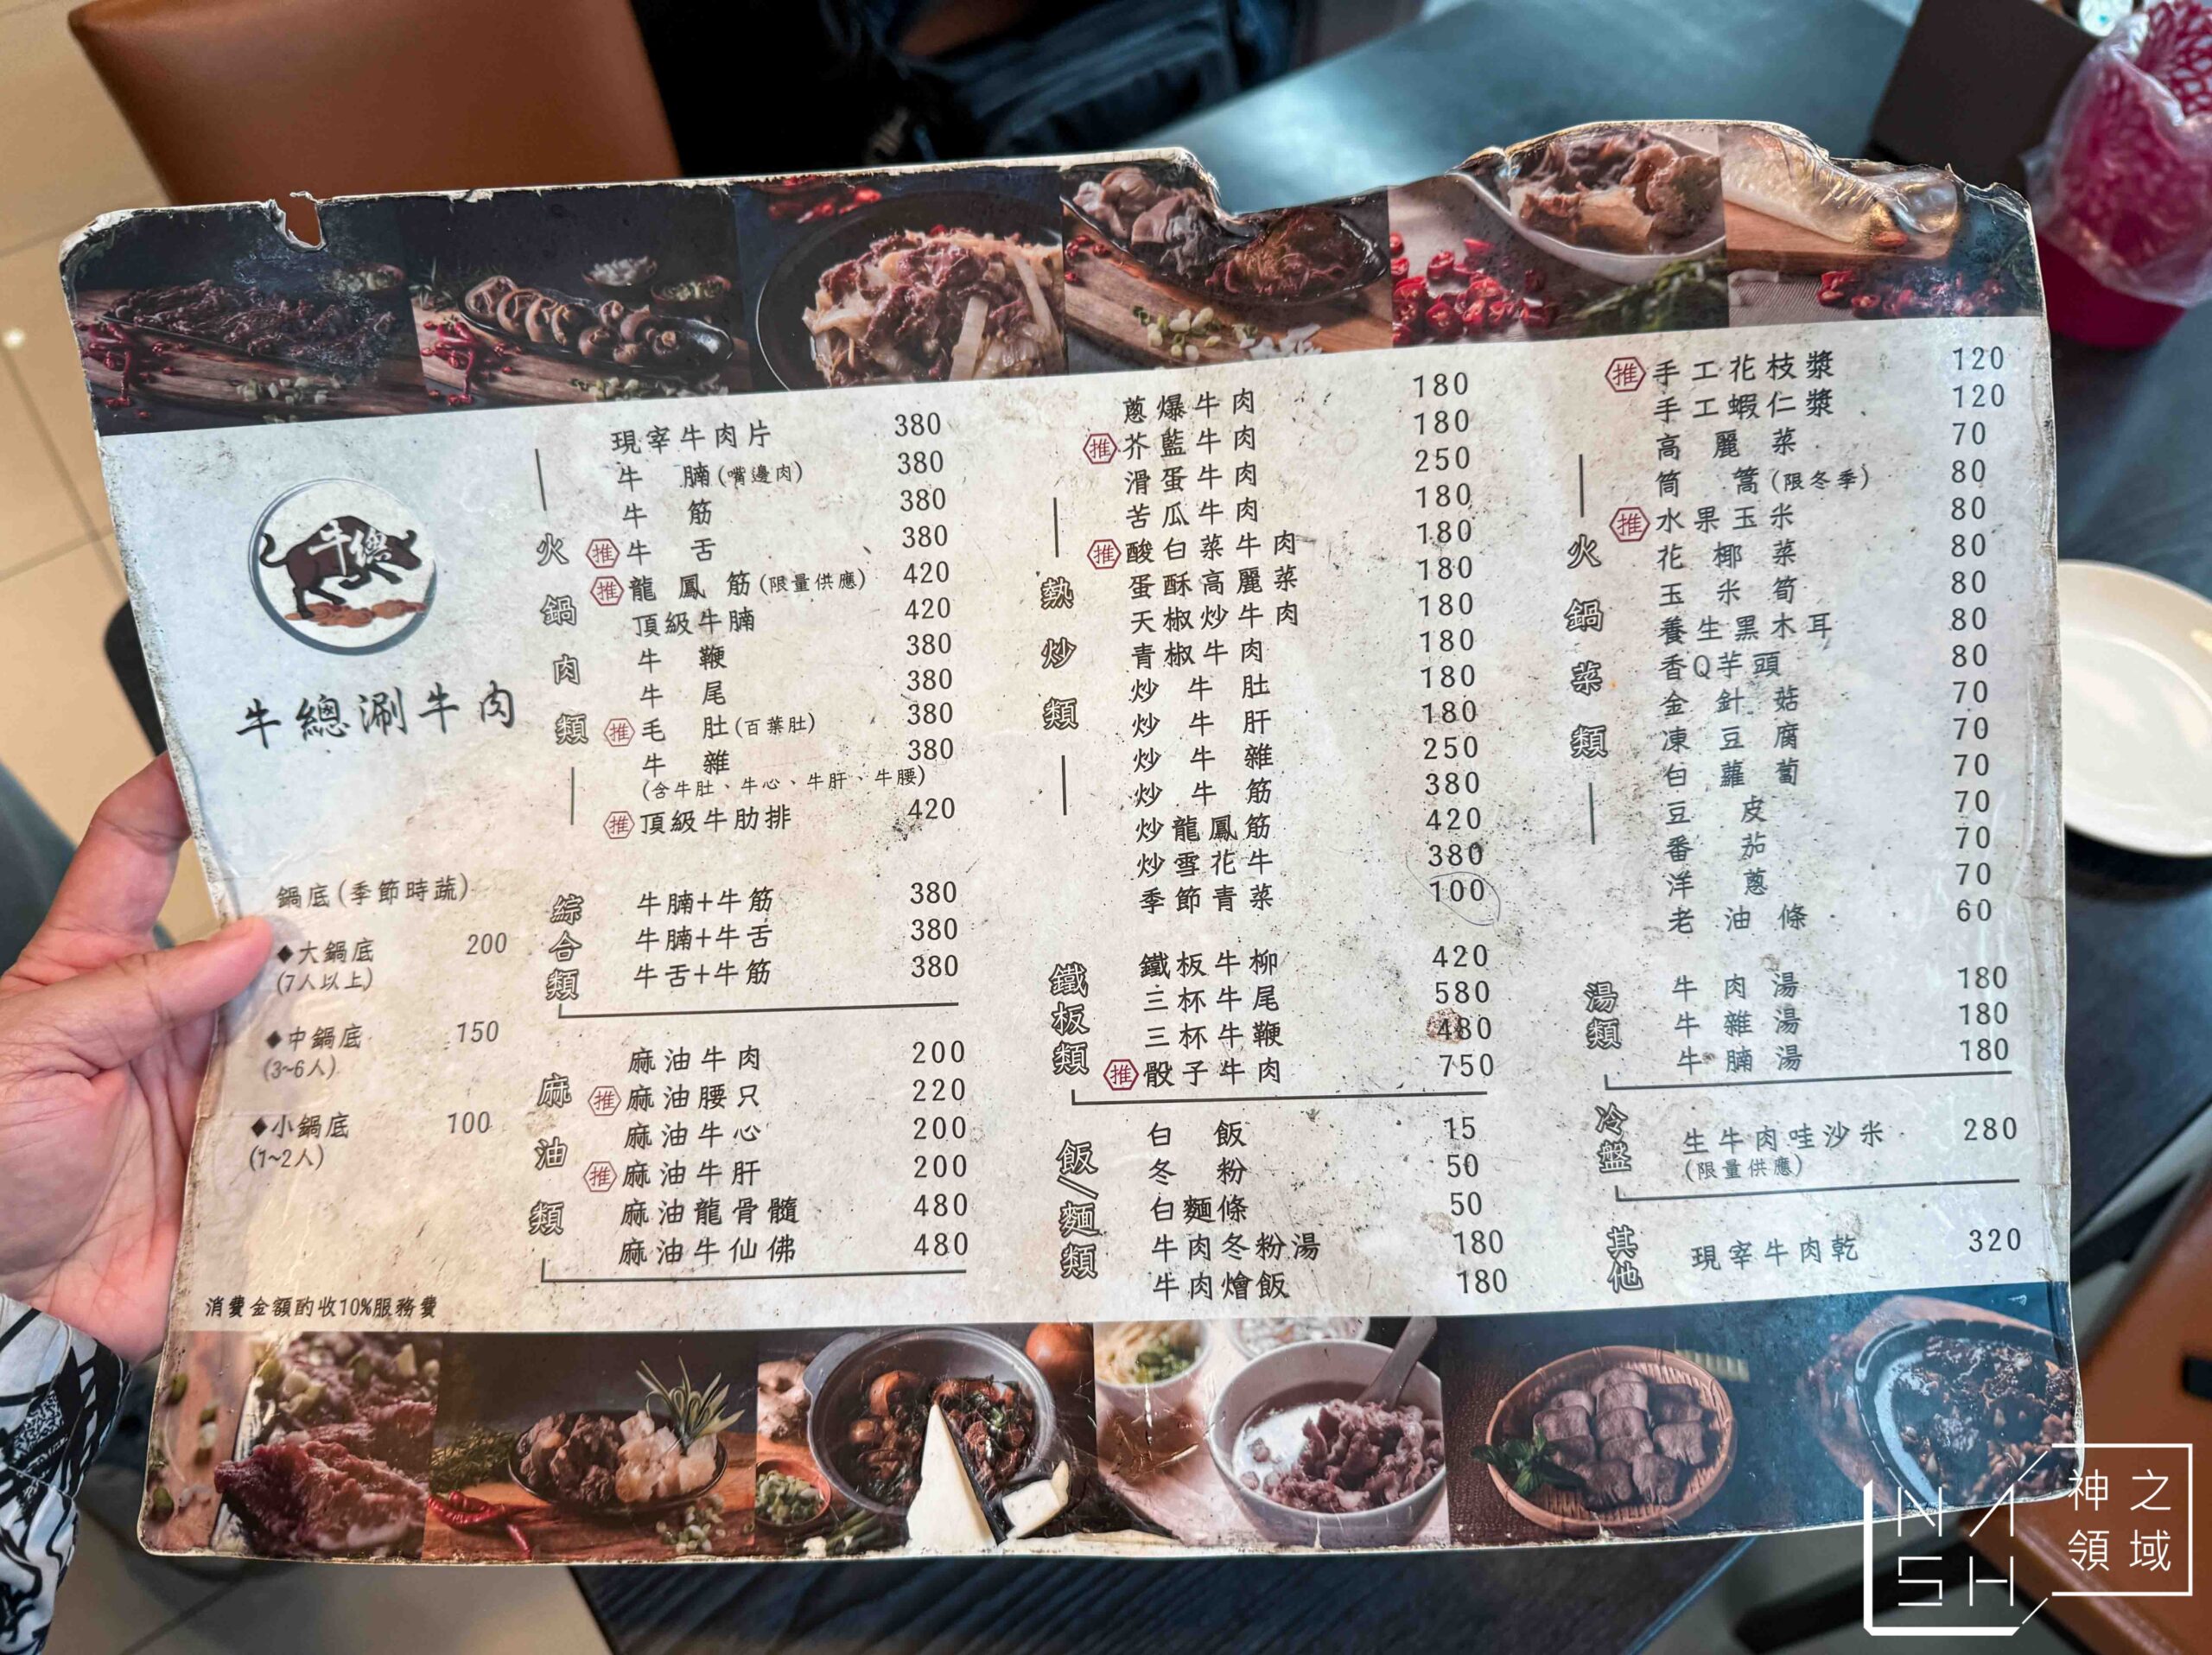 牛總
牛總涮牛肉
鍋底(季節時蔬)
◆大鍋底 200
(7人以上)
◆中鍋底 150
(3~6人)
◆小鍋底 100
(1~2人)
消費金額酌收10%服務費
火鍋肉類
現宰牛肉片 380
牛腩(嘴邊肉) 380
牛筋 380
推 牛舌 380
推 龍鳳筋(限量供應) 420
頂級牛腩 420
牛鞭 380
牛尾 380
推 毛肚(百葉肚) 380
牛雜 380
(含牛肚、牛心、牛肝、牛腰)
推 頂級牛肋排 420
綜合類
牛腩+牛筋 380
牛腩+牛舌 380
牛舌+牛筋 380
麻油類
麻油牛肉 200
推 麻油腰只 220
麻油牛心 200
推 麻油牛肝 200
麻油龍骨髓 480
麻油牛仙佛 480
熱炒類
蔥爆牛肉 180
推 芥藍牛肉 180
滑蛋牛肉 250
苦瓜牛肉 180
推 酸白菜牛肉 180
蛋酥高麗菜 180
天椒炒牛肉 180
青椒牛肉 180
炒牛肚 180
炒牛肝 180
炒牛雜 250
炒牛筋 380
炒龍鳳筋 420
炒雪花牛 380
季節青菜 100
鐵板類
鐵板牛柳 420
三杯牛尾 580
三杯牛鞭 480
推 骰子牛肉 750
飯/麵類
白飯 15
冬粉 50
白麵條 50
牛肉冬粉湯 180
牛肉燴飯 180
火鍋菜類
推 手工花枝漿 120
手工蝦仁漿 120
高麗菜 70
筒蒿(限冬季) 80
推 水果玉米 80
花椰菜 80
玉米筍 80
養生黑木耳 80
香Q芋頭 80
金針菇 70
凍豆腐 70
白蘿蔔 70
豆皮 70
番茄 70
洋蔥 70
老油條 60
湯類
牛肉湯 180
牛雜湯 180
牛腩湯 180
冷盤
生牛肉哇沙米 280
(限量供應)
其他
現宰牛肉乾 320
NASH
神之領域